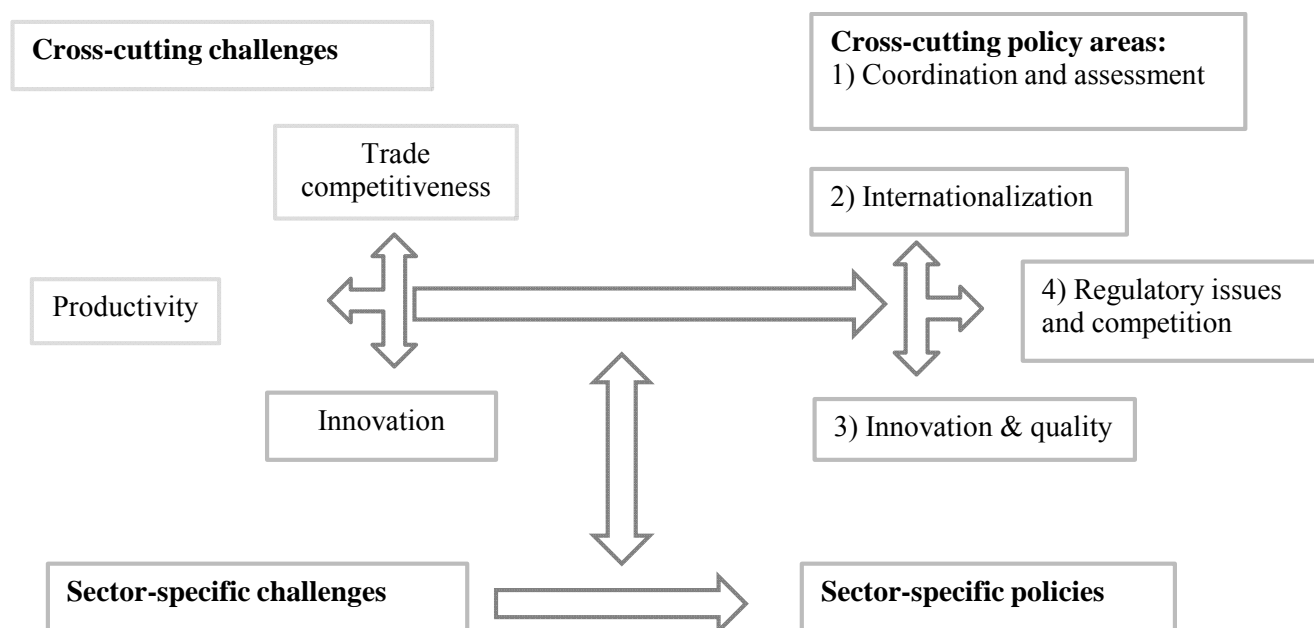 Cross-cutting challenges
Cross-cutting policy areas:
1) Coordination and assessment
Trade
competitiveness
2) Internationalization
Productivity
4) Regulatory issues
and competition
Innovation
3) Innovation & quality
Sector-specific challenges
Sector-specific policies